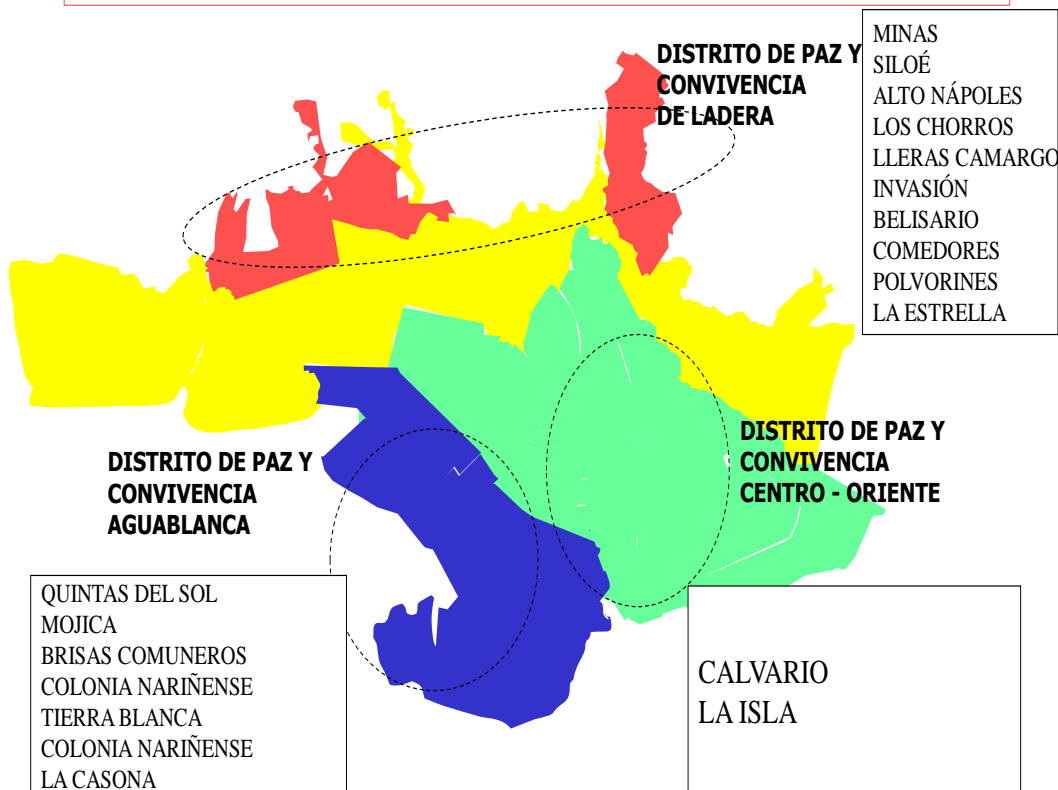 DISTRITO DE PAZ Y
CONVIVENCIA
DE LADERA
MINAS
SILOÉ
ALTO NÁPOLES
LOS CHORROS
LLERAS CAMARGO
INVASIÓN
BELISARIO
COMEDORES
POLVORINES
LA ESTRELLA
DISTRITO DE PAZ Y
CONVIVENCIA
CENTRO - ORIENTE
DISTRITO DE PAZ Y
CONVIVENCIA
AGUABLANCA
QUINTAS DEL SOL
MOJICA
BRISAS COMUNEROS
COLONIA NARIÑENSE
TIERRA BLANCA
COLONIA NARIÑENSE
LA CASONA
CALVARIO
LA ISLA